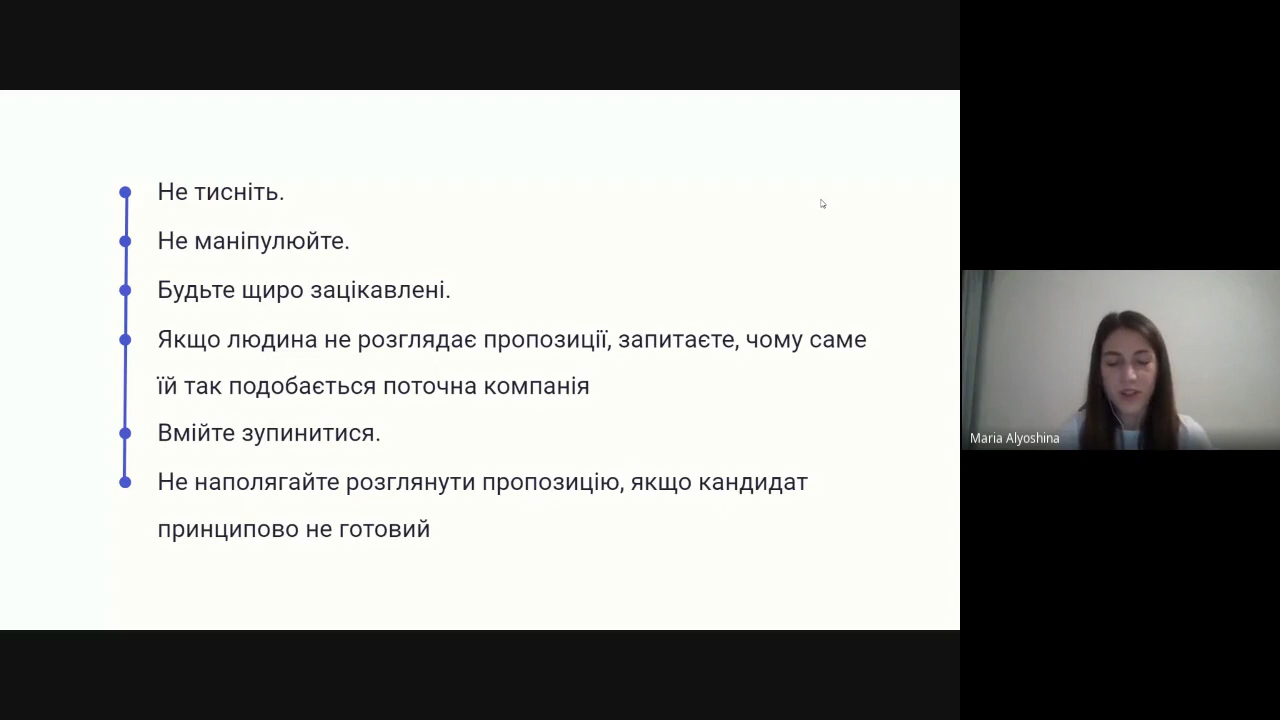 Не тисніть.
Не маніпулюйте.
Будьте щиро зацікавлені.
Якщо людина не розглядає пропозиції, запитаєте, чому саме
їй так подобається поточна компанія
Вмійте зупинитися.
Не наполягайте розглянути пропозицію, якщо кандидат
принципово не готовий
Maria Alyoshina